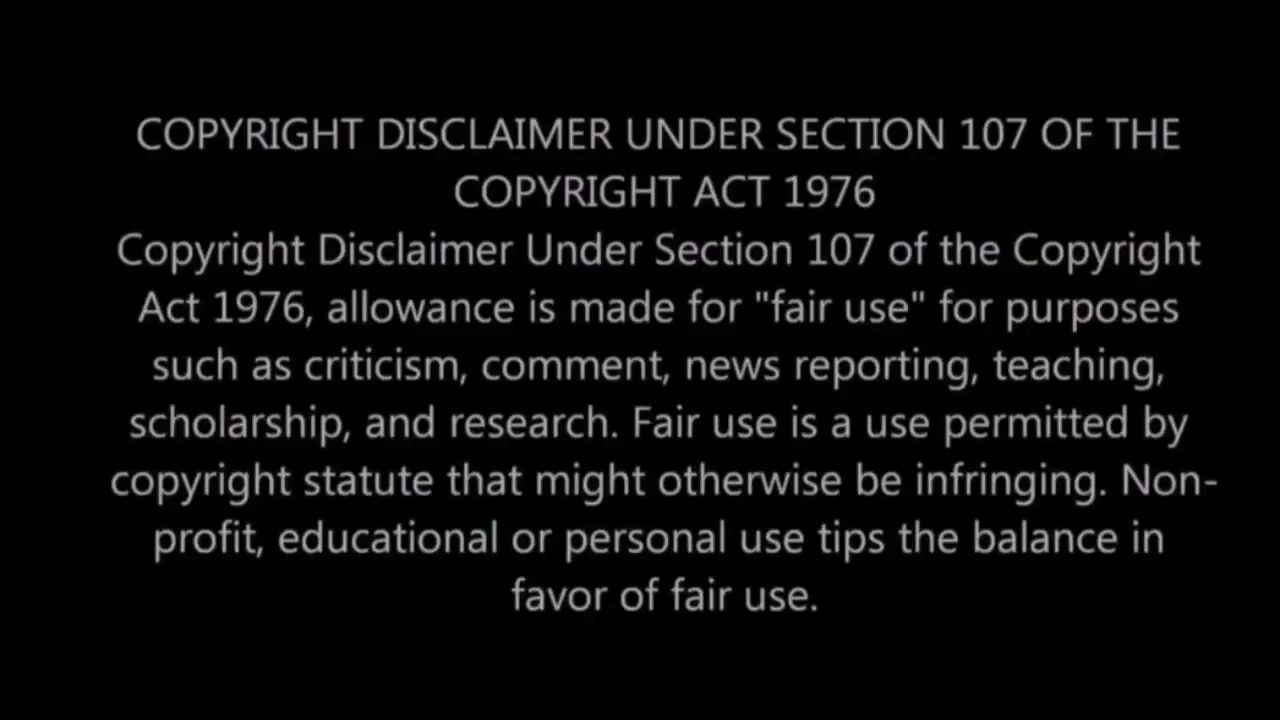 COPYRIGHT DISCLAIMER UNDER SECTION 107 OF THE
COPYRIGHT ACT 1976
Copyright Disclaimer Under Section 107 of the Copyright
Act 1976, allowance is made for "fair use" for purposes
such as criticism, comment, news reporting, teaching,
scholarship, and research. Fair use is a use permitted by
copyright statute that might otherwise be infringing. Non-
profit, educational or personal use tips the balance in
favor of fair use.